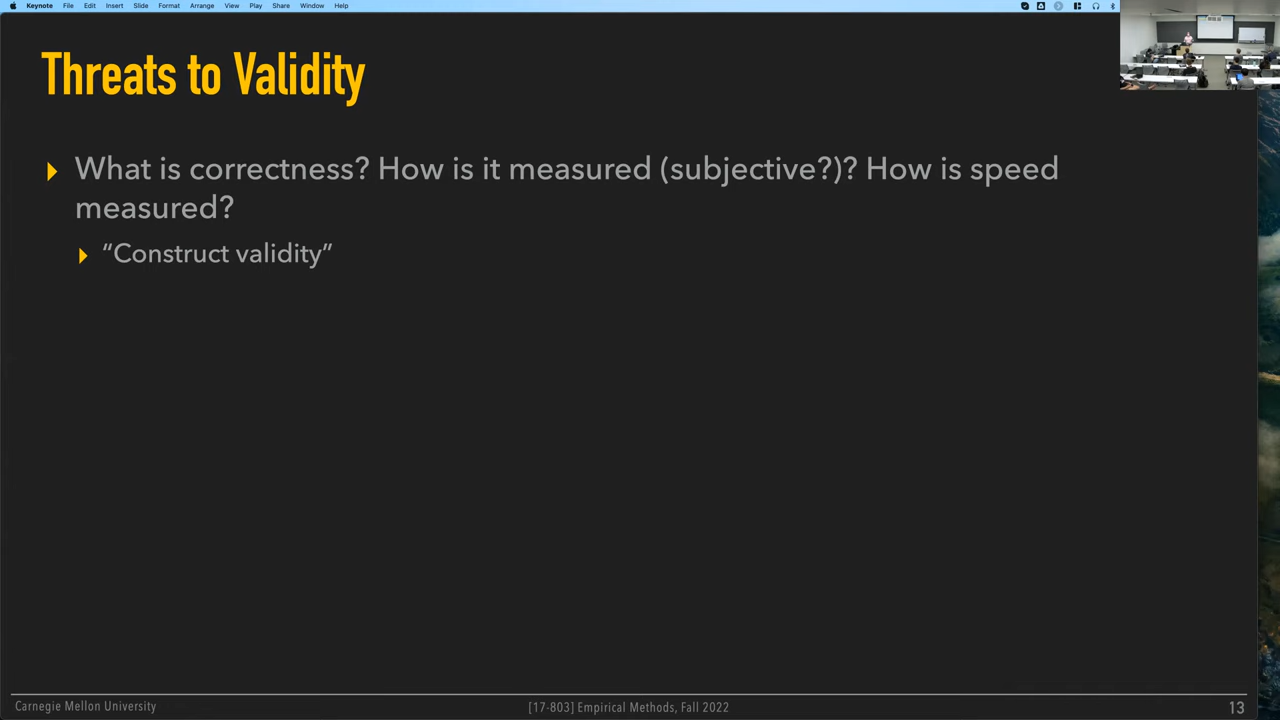 Keynote File Edit Insert Slide Format Arrange View Play Share Window Help
Threats to Validity
What is correctness? How is it measured (subjective?)? How is speed
measured?
“Construct validity”
Carnegie Mellon University
[17-803] Empirical Methods, Fall 2022
13